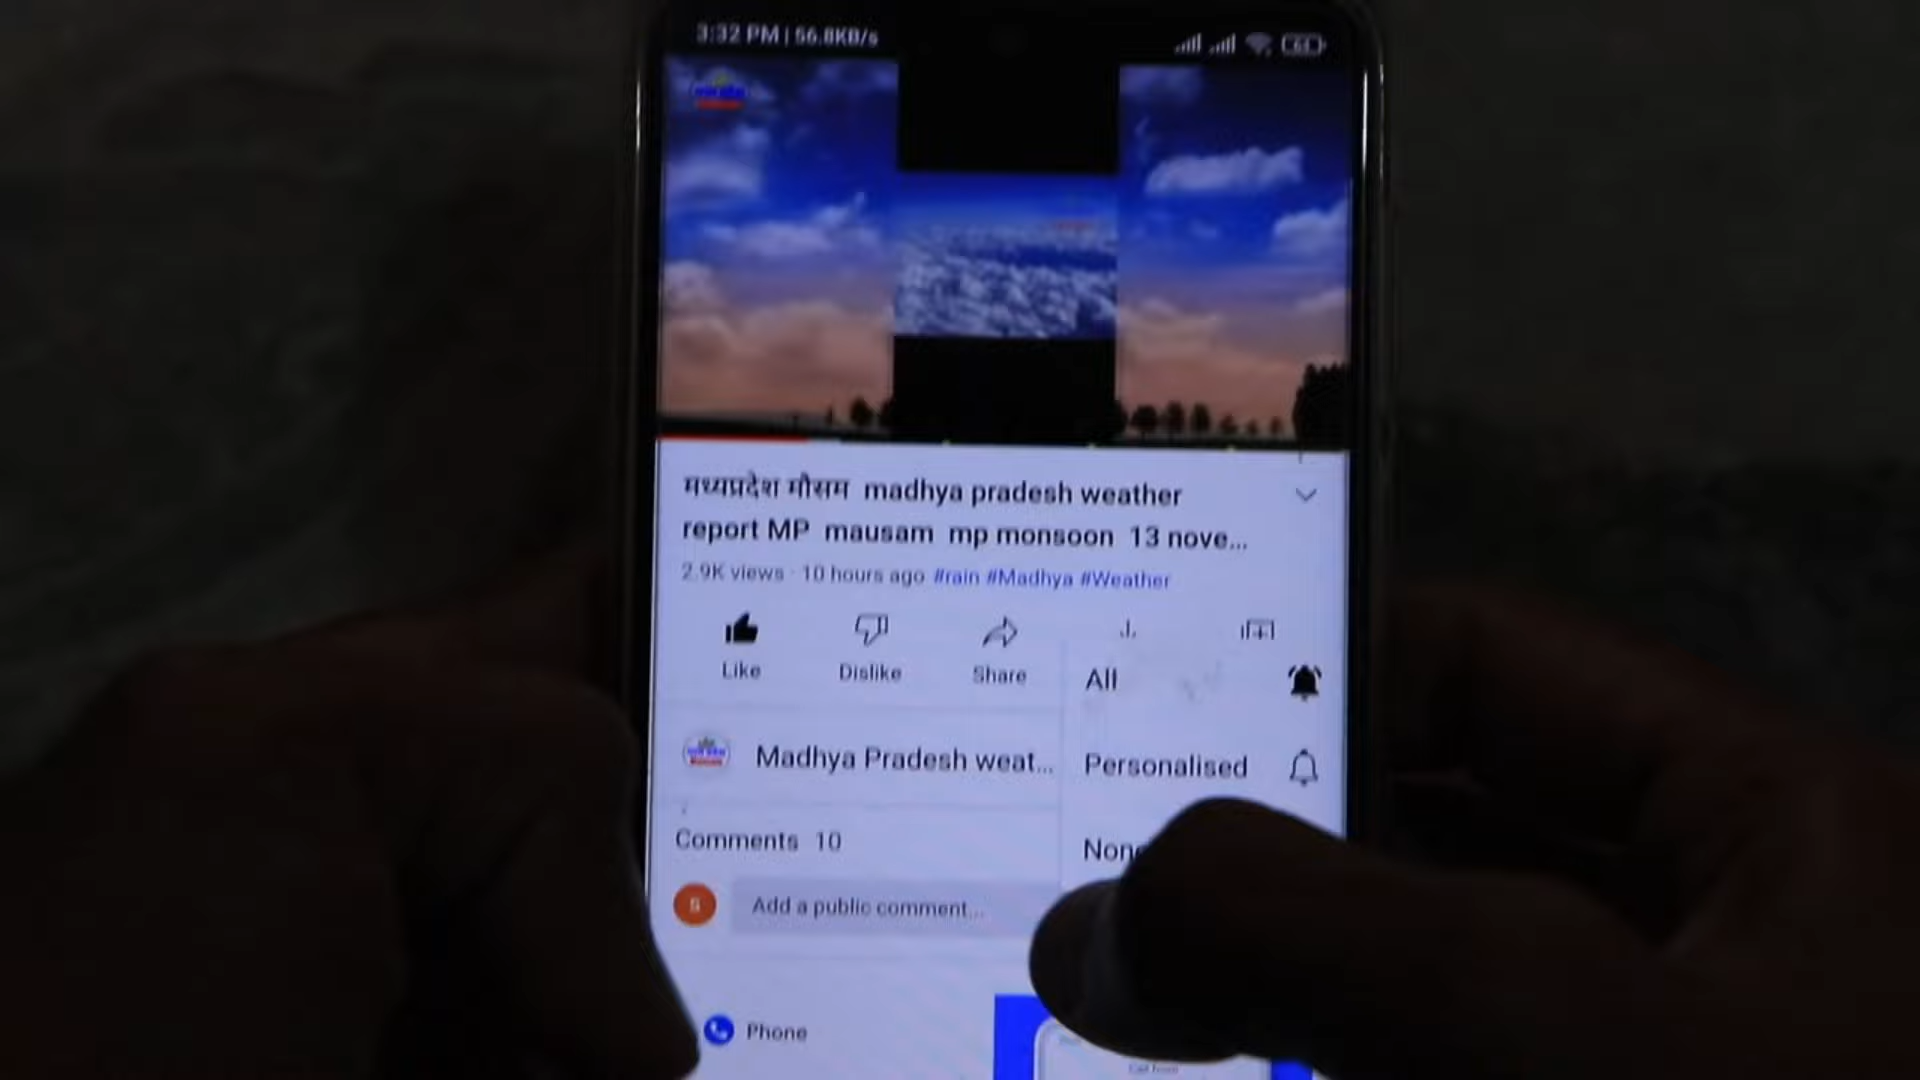 3:32 PM | 56.8KB/s
मध्यप्रदेश मौसम madhya pradesh weather
report MP mausam mp monsoon 13 nove...
2.9K views · 10 hours ago #rain #Madhya #Weather
Like
Dislike
Share
All
Madhya Pradesh weat...
Personalised
Comments 10
None
S
Add a public comment...
Phone